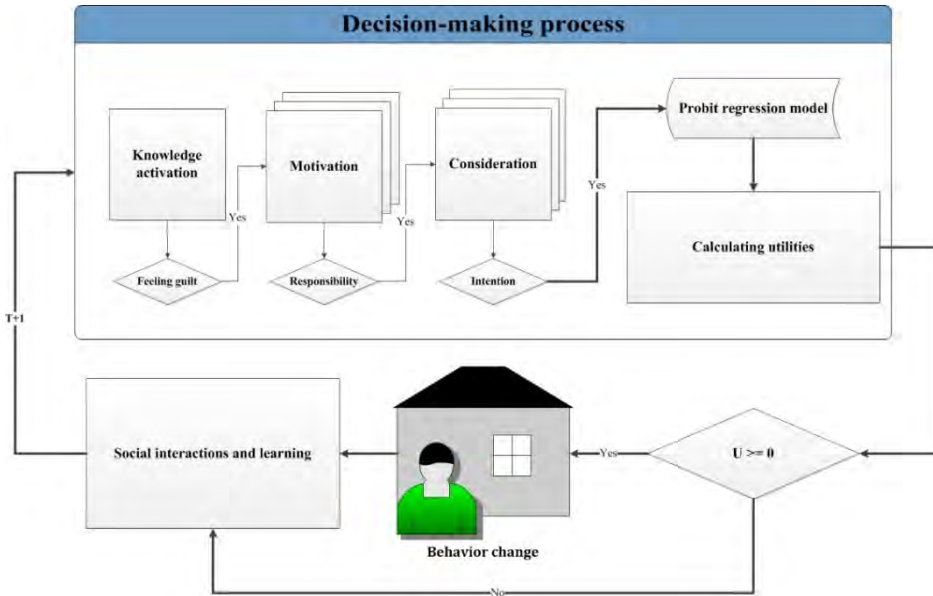 Decision-making process
Knowledge
activation
Motivation
Consideration
Probit regression model
Yes
Yes
Yes
Calculating utilities
Feeling guilt
Responsibility
Intention
T+1
Social interactions and learning
Yes
U >= 0
Behavior change
No